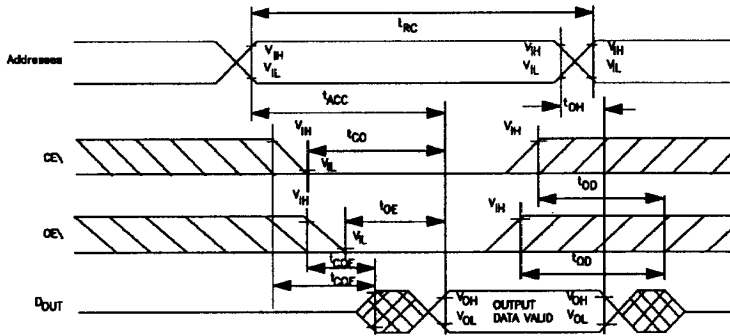 tRC
Addresses
VIH
VIL
VIH
VIL
VIH
VIL
tACC
tOH
VIH
tCO
VIH
CE\
VIL
VIH
tOD
tOE
VIH
OE\
VIL
tCOE
tOD
tCOE
DOUT
VOH
VOL
OUTPUT
DATA VALID
VOH
VOL